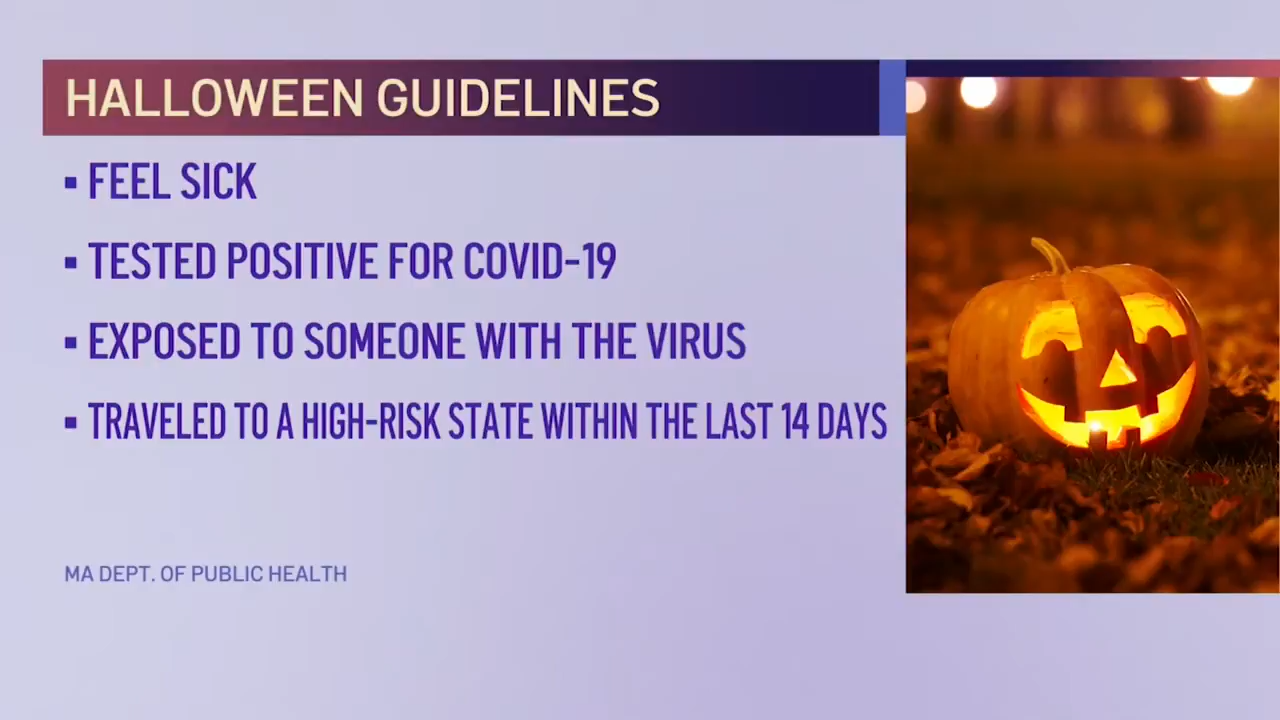 HALLOWEEN GUIDELINES
▪ FEEL SICK
▪ TESTED POSITIVE FOR COVID-19
▪ EXPOSED TO SOMEONE WITH THE VIRUS
▪ TRAVELED TO A HIGH-RISK STATE WITHIN THE LAST 14 DAYS
MA DEPT. OF PUBLIC HEALTH